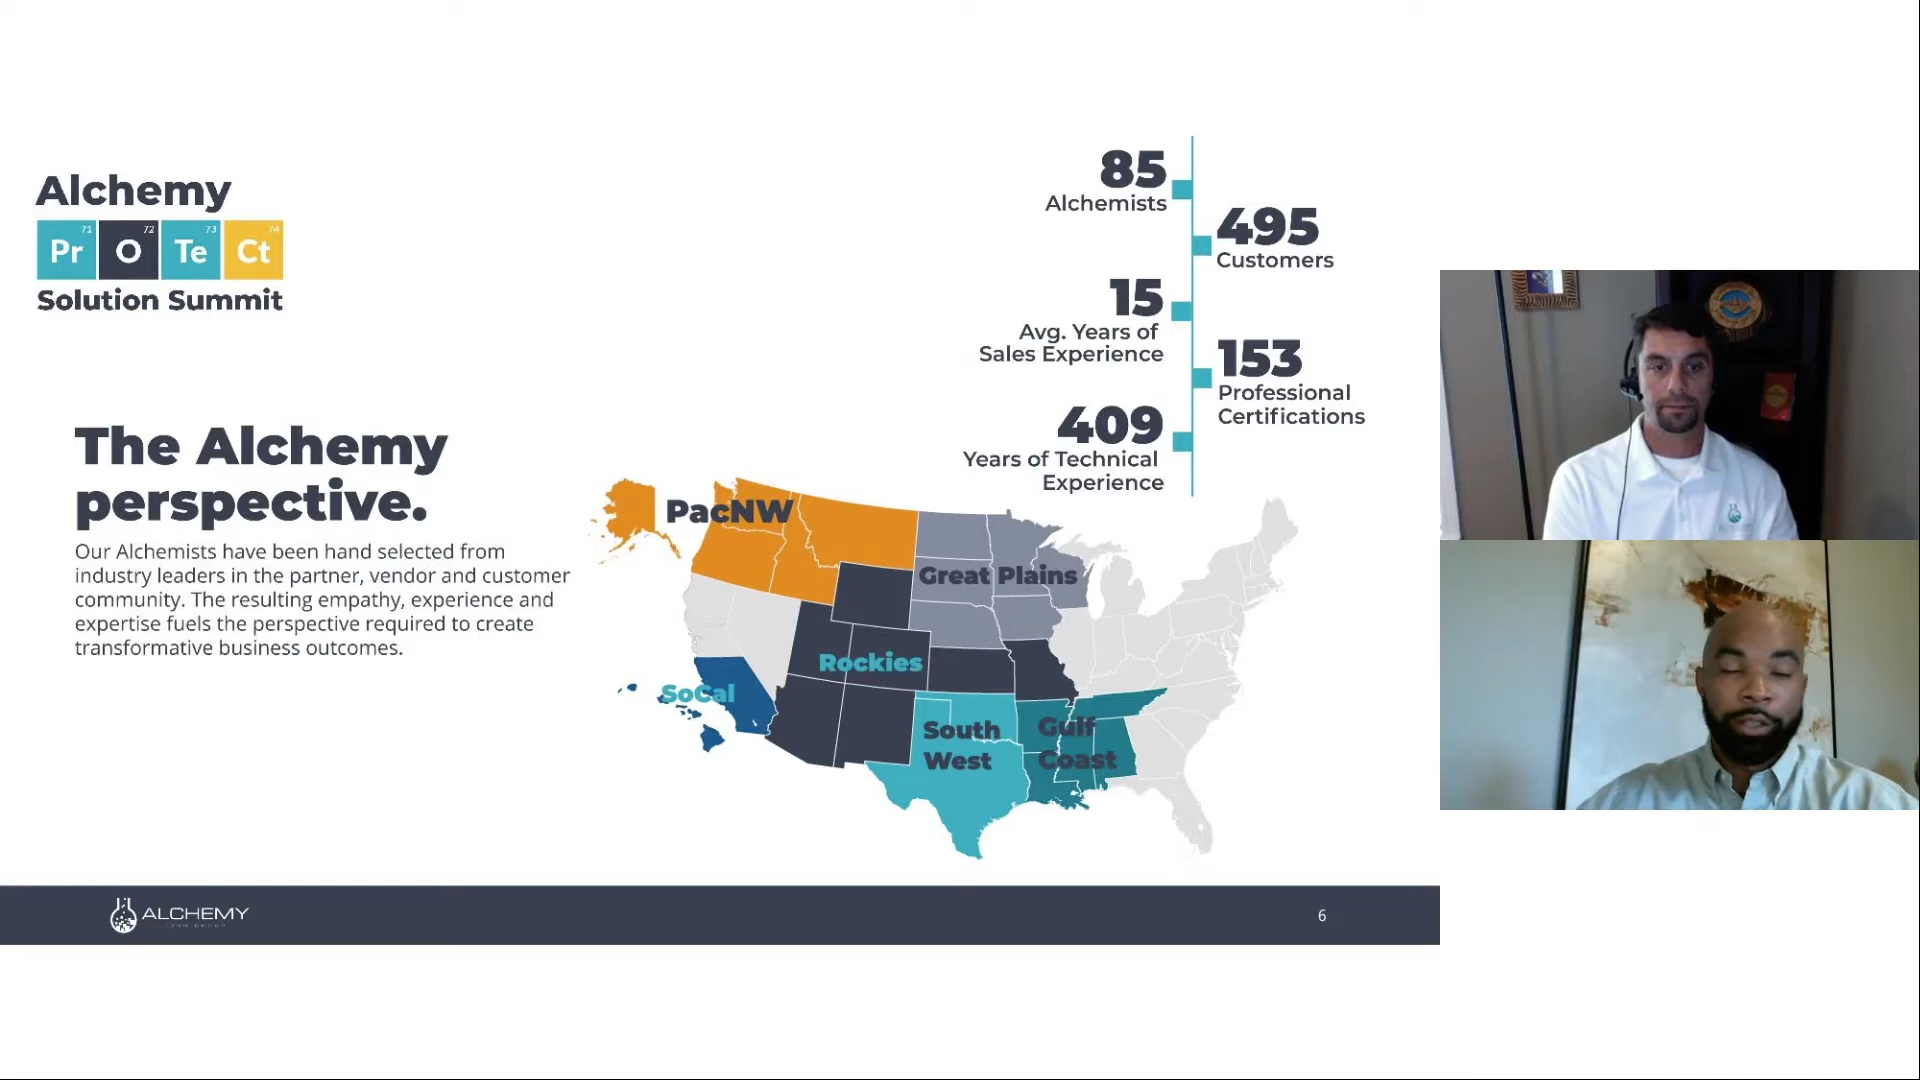 Alchemy
71
Pr
72
O
73
Te
74
Ct
Solution Summit
The Alchemy
perspective.
Our Alchemists have been hand selected from
industry leaders in the partner, vendor and customer
community. The resulting empathy, experience and
expertise fuels the perspective required to create
transformative business outcomes.
85
Alchemists
495
Customers
15
Avg. Years of
Sales Experience
153
Professional
Certifications
409
Years of Technical
Experience
PacNW
Great Plains
Rockies
SoCal
South
West
Gulf
Coast
ALCHEMY
6